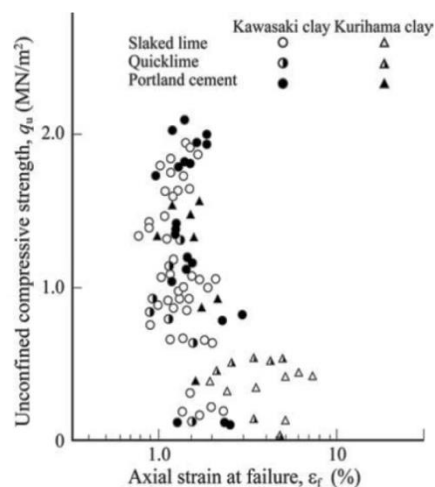 Kawasaki clay Kurihama clay
Slaked lime
Quicklime
Portland cement
Unconfined compressive strength, qᵤ (MN/m²)
2.0
1.0
0
1.0 10
Axial strain at failure, ε_f (%)